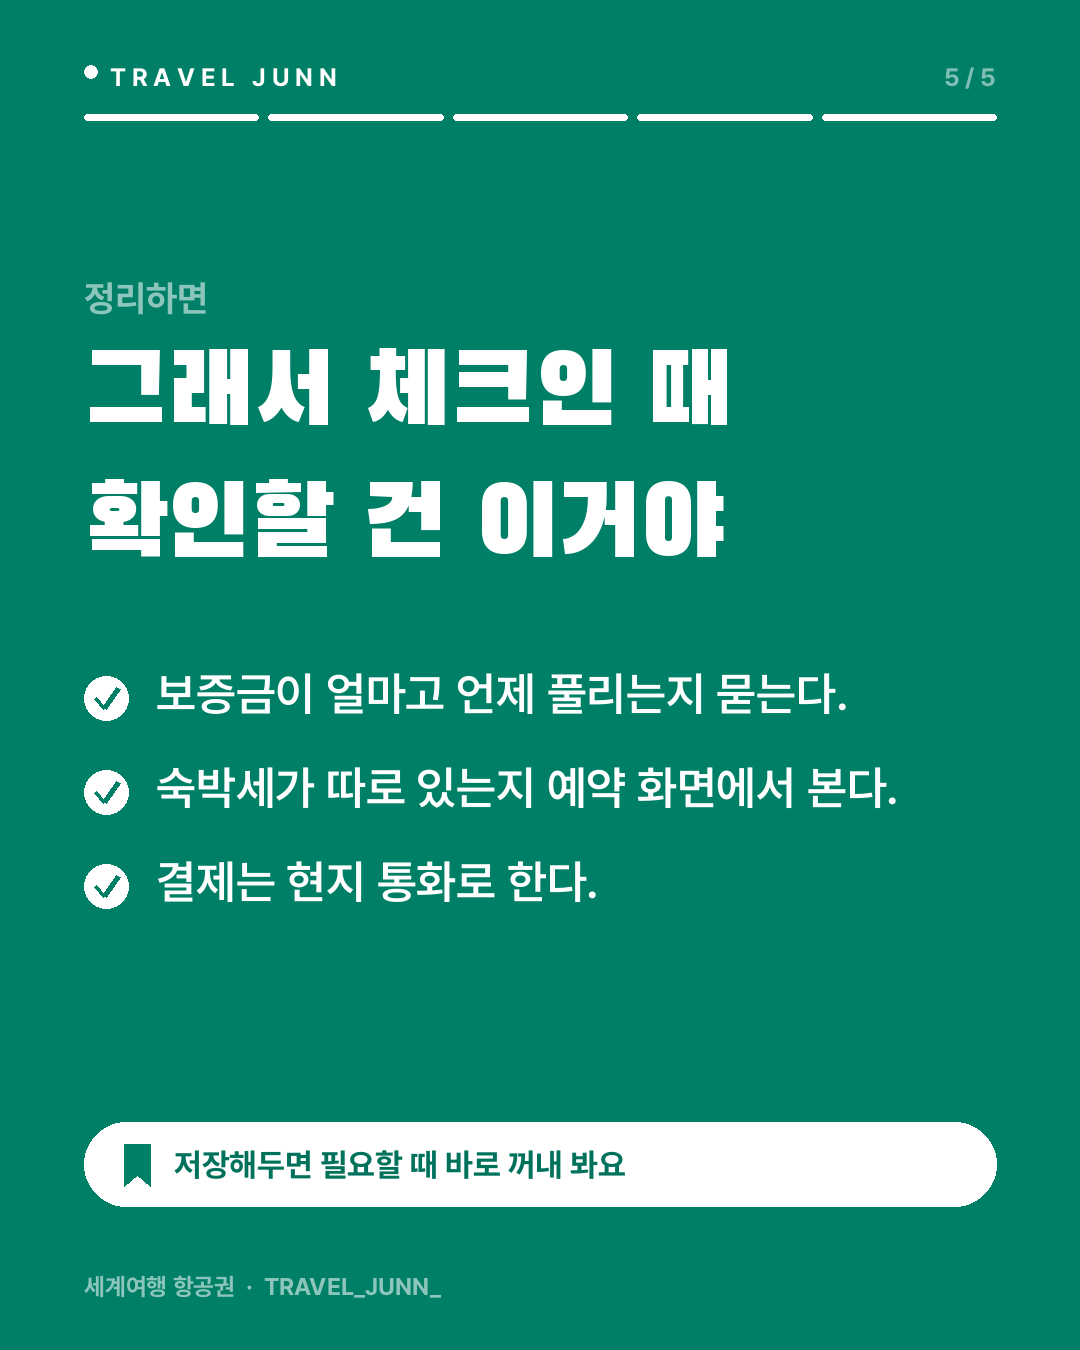 TRAVEL JUNN
5 / 5
정리하면
그래서 체크인 때
확인할 건 이거야
보증금이 얼마고 언제 풀리는지 묻는다.
숙박세가 따로 있는지 예약 화면에서 본다.
결제는 현지 통화로 한다.
저장해두면 필요할 때 바로 꺼내 봐요
세계여행 항공권 · TRAVEL_JUNN_